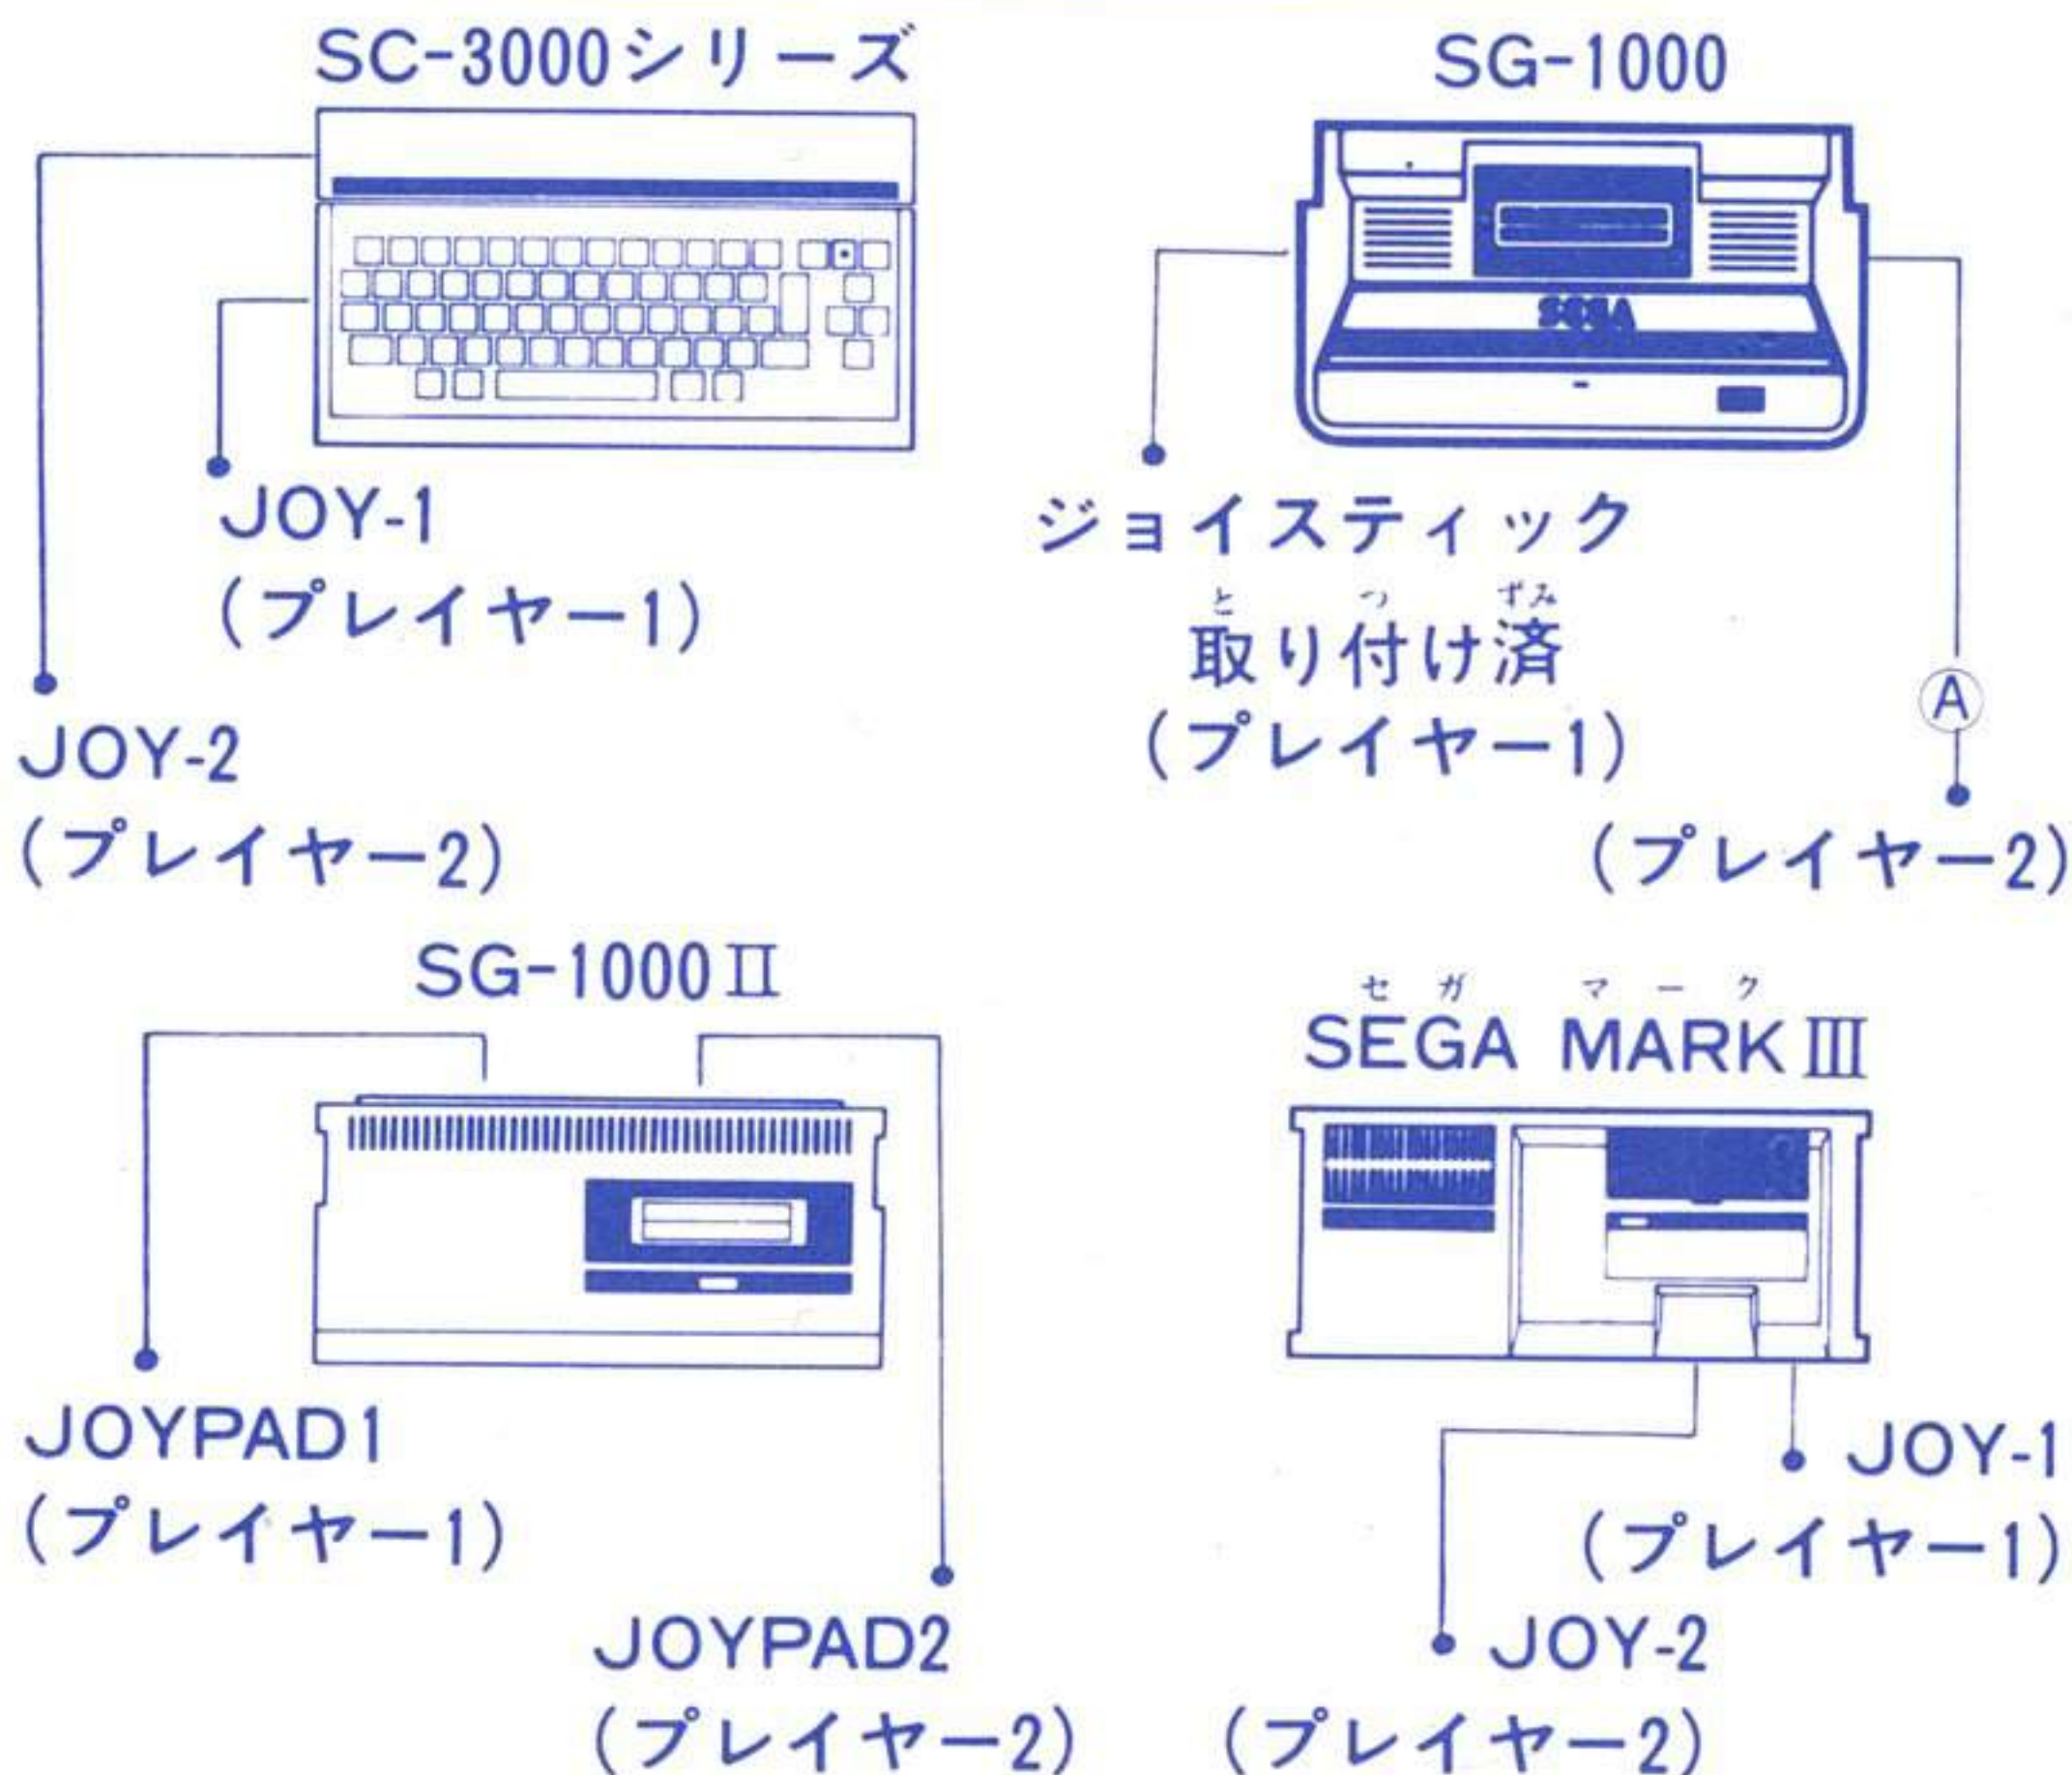 SC-3000シリーズ
JOY-1
(プレイヤー1)
JOY-2
(プレイヤー2)
SG-1000
SEGA
ジョイスティック
と つ ずみ
取り付け済
(プレイヤー1)
Ⓐ
(プレイヤー2)
SG-1000Ⅱ
JOYPAD1
(プレイヤー1)
JOYPAD2
(プレイヤー2)
セガ マーク
SEGA MARKⅢ
JOY-1
(プレイヤー1)
JOY-2
(プレイヤー2)